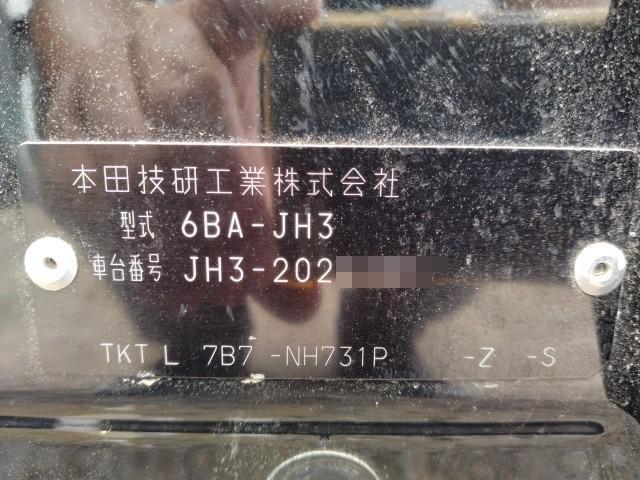 本田技研工業株式会社
型式 6BA-JH3
車台番号 JH3-202
TKT L 7B7 -NH731P -Z -S